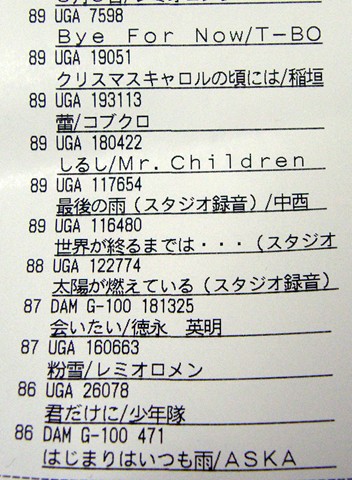 89 UGA 7598
Bye For Now/T-BO
89 UGA 19051
クリスマスキャロルの頃には/稲垣
89 UGA 193113
蕾/コブクロ
89 UGA 180422
しるし/Mr.Children
89 UGA 117654
最後の雨(スタジオ録音)/中西
89 UGA 116480
世界が終るまでは・・・(スタジオ
88 UGA 122774
太陽が燃えている(スタジオ録音)
87 DAM G-100 181325
会いたい/徳永 英明
87 UGA 160663
粉雪/レミオロメン
86 UGA 26078
君だけに/少年隊
86 DAM G-100 471
はじまりはいつも雨/ASKA